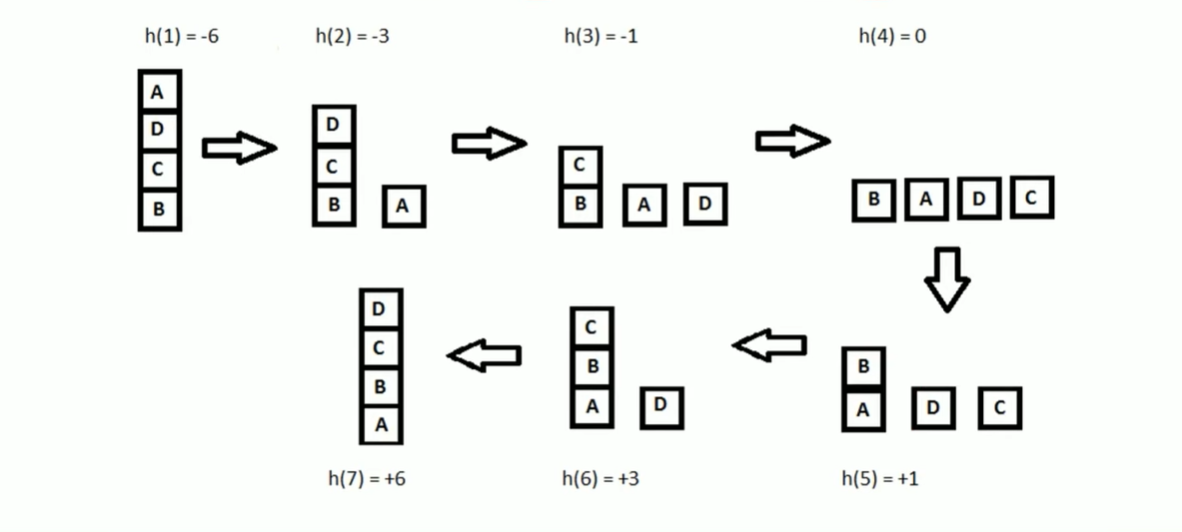 h(1) = -6
h(2) = -3
h(3) = -1
h(4) = 0
A
D
C
B
D
C
B
A
C
B
A
D
B
A
D
C
D
C
B
A
C
B
A
D
B
A
D
C
h(7) = +6
h(6) = +3
h(5) = +1